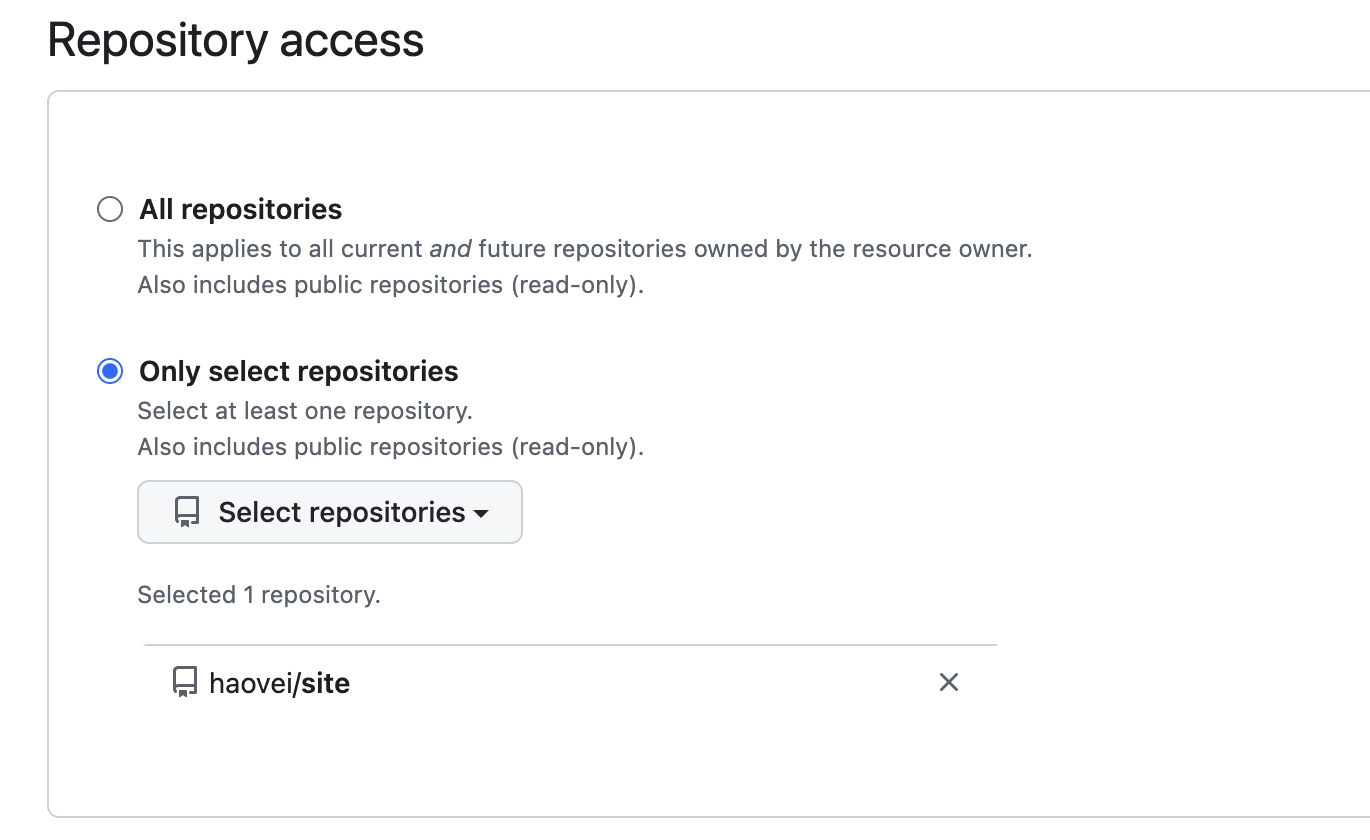 Repository access
All repositories
This applies to all current and future repositories owned by the resource owner.
Also includes public repositories (read-only).
Only select repositories
Select at least one repository.
Also includes public repositories (read-only).
Select repositories
Selected 1 repository.
haovei/site